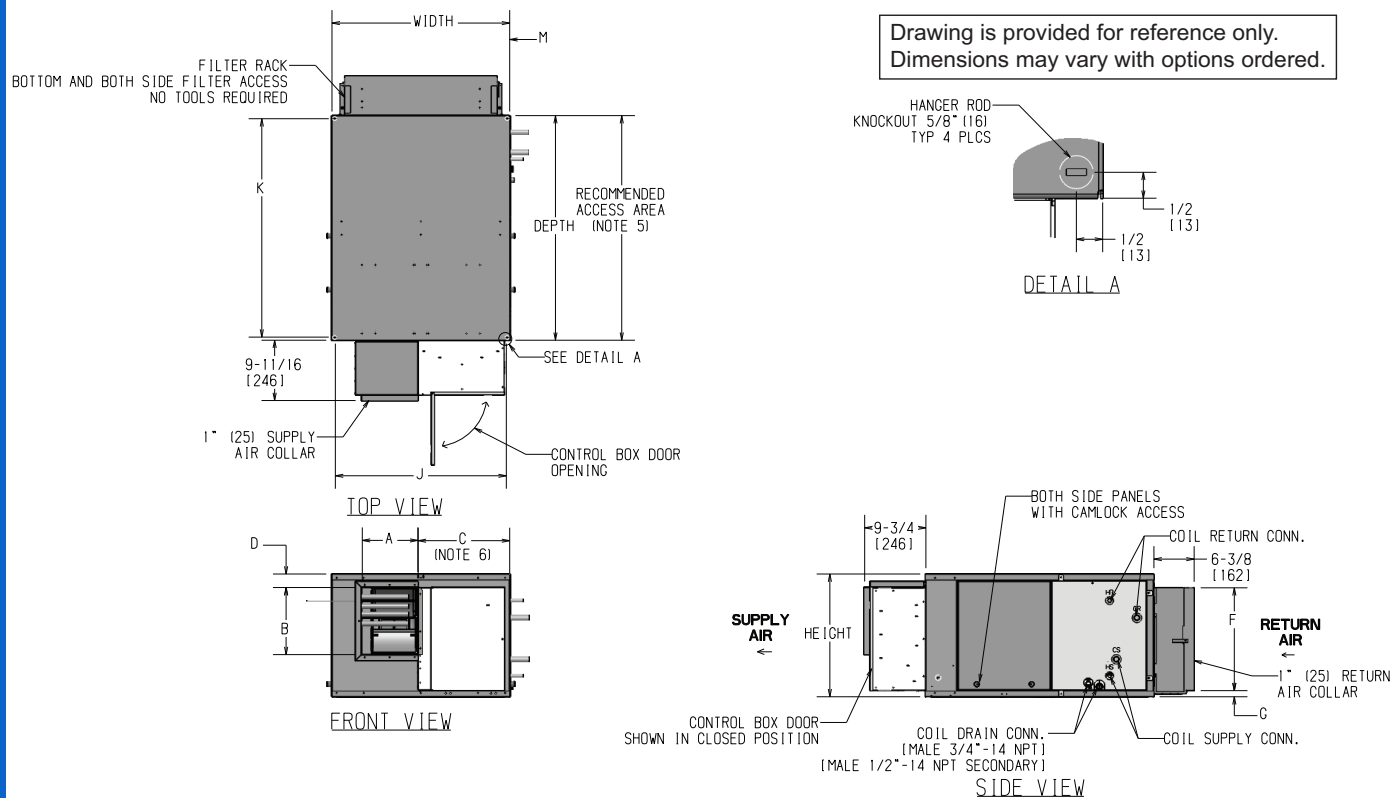 WIDTH
M
FILTER RACK
BOTTOM AND BOTH SIDE FILTER ACCESS
NO TOOLS REQUIRED
K
RECOMMENDED
ACCESS AREA
(NOTE 5)
DEPTH
SEE DETAIL A
9-11/16
[246]
1" (25) SUPPLY
AIR COLLAR
CONTROL BOX DOOR
OPENING
J
TOP VIEW
Drawing is provided for reference only.
Dimensions may vary with options ordered.
HANGER ROD
KNOCKOUT 5/8" (16)
TYP 4 PLCS
1/2
[13]
1/2
[13]
DETAIL A
D
A
C
(NOTE 6)
B
FRONT VIEW
BOTH SIDE PANELS
WITH CAMLOCK ACCESS
9-3/4
[246]
COIL RETURN CONN.
6-3/8
[162]
SUPPLY
AIR
HEIGHT
HR
CR
CS
HS
F
RETURN
AIR
1" (25) RETURN
AIR COLLAR
G
CONTROL BOX DOOR
SHOWN IN CLOSED POSITION
COIL DRAIN CONN.
[MALE 3/4"-14 NPT]
[MALE 1/2"-14 NPT SECONDARY]
COIL SUPPLY CONN.
SIDE VIEW